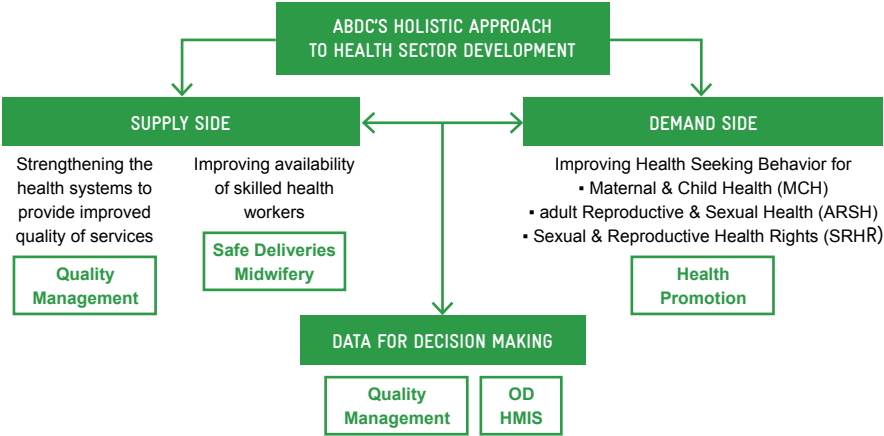 ABDC'S HOLISTIC APPROACH
TO HEALTH SECTOR DEVELOPMENT
SUPPLY SIDE
Strengthening the
health systems to
provide improved
quality of services
Quality
Management
Improving availability
of skilled health
workers
Safe Deliveries
Midwifery
DEMAND SIDE
Improving Health Seeking Behavior for
▪ Maternal & Child Health (MCH)
▪ adult Reproductive & Sexual Health (ARSH)
▪ Sexual & Reproductive Health Rights (SRHR)
Health
Promotion
DATA FOR DECISION MAKING
Quality
Management
OD
HMIS